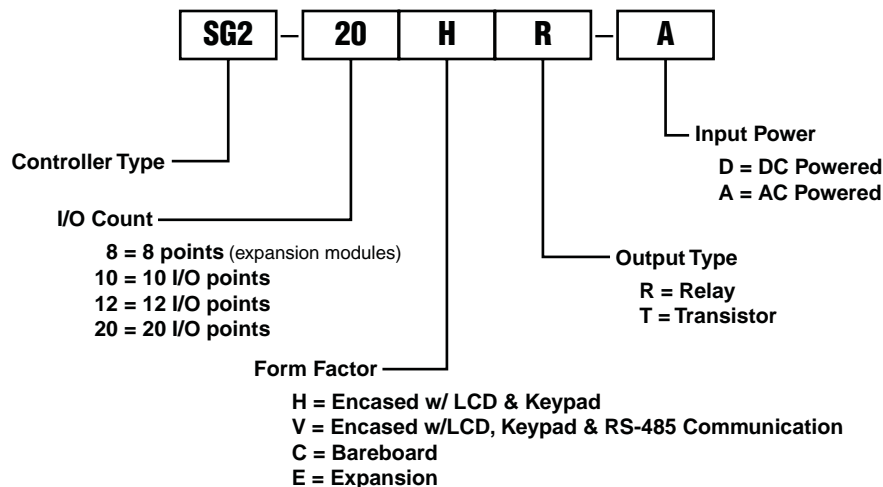 SG2 – 20 H R – A
Input Power
D = DC Powered
A = AC Powered
Controller Type
I/O Count
8 = 8 points (expansion modules)
10 = 10 I/O points
12 = 12 I/O points
20 = 20 I/O points
Output Type
R = Relay
T = Transistor
Form Factor
H = Encased w/ LCD & Keypad
V = Encased w/LCD, Keypad & RS-485 Communication
C = Bareboard
E = Expansion